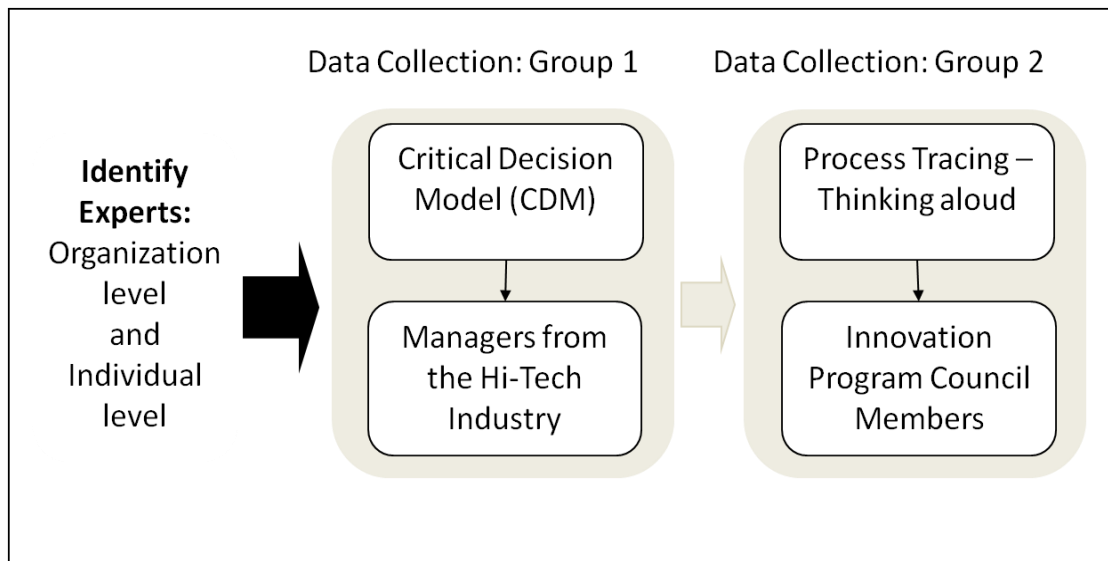 Data Collection: Group 1
Data Collection: Group 2
Identify
Experts:
Organization
level
and
Individual
level
Critical Decision
Model (CDM)
Managers from
the Hi-Tech
Industry
Process Tracing –
Thinking aloud
Innovation
Program Council
Members